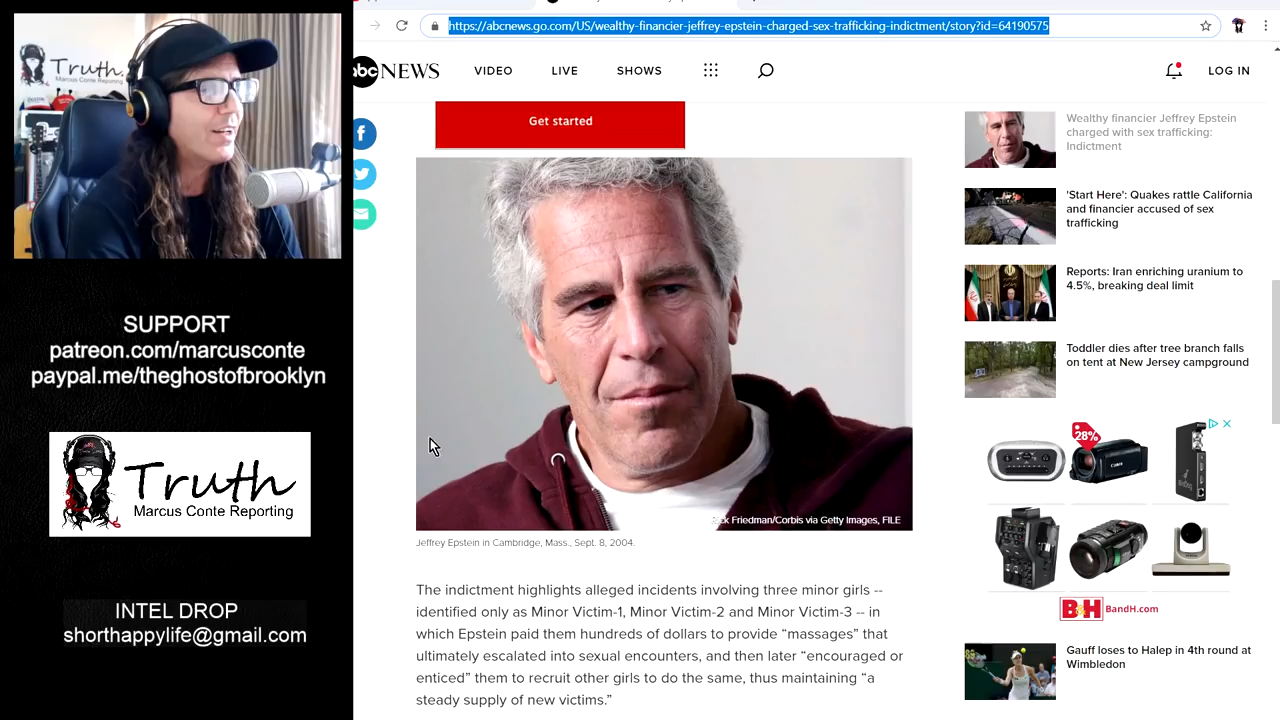 https://abcnews.go.com/US/wealthy-financier-jeffrey-epstein-charged-sex-trafficking-indictment/story?id=64190575
abc NEWS
VIDEO
LIVE
SHOWS
LOG IN
Truth.
Marcus Conte Reporting
SUPPORT
patreon.com/marcusconte
paypal.me/theghostofbrooklyn
Truth
Marcus Conte Reporting
INTEL DROP
shorthappylife@gmail.com
Get started
Friedman/Corbis via Getty Images, FILE
Jeffrey Epstein in Cambridge, Mass., Sept. 8, 2004.
The indictment highlights alleged incidents involving three minor girls --
identified only as Minor Victim-1, Minor Victim-2 and Minor Victim-3 -- in
which Epstein paid them hundreds of dollars to provide “massages” that
ultimately escalated into sexual encounters, and then later “encouraged or
enticed” them to recruit other girls to do the same, thus maintaining “a
steady supply of new victims.”
Wealthy financier Jeffrey Epstein
charged with sex trafficking:
Indictment
'Start Here': Quakes rattle California
and financier accused of sex
trafficking
Reports: Iran enriching uranium to
4.5%, breaking deal limit
Toddler dies after tree branch falls
on tent at New Jersey campground
28%
Canon
B&H BandH.com
Gauff loses to Halep in 4th round at
Wimbledon